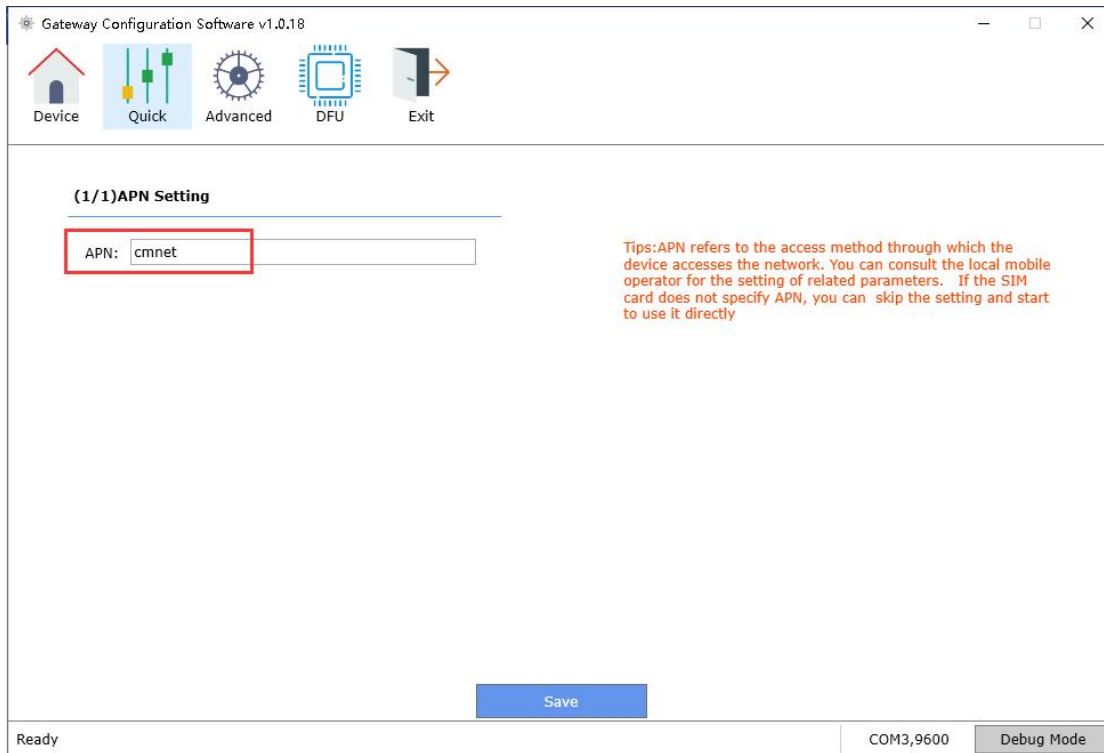 Gateway Configuration Software v1.0.18
Device Quick Advanced DFU Exit
(1/1)APN Setting
APN: cmnet
Tips:APN refers to the access method through which the
device accesses the network. You can consult the local mobile
operator for the setting of related parameters. If the SIM
card does not specify APN, you can skip the setting and start
to use it directly
Save
Ready COM3,9600 Debug Mode